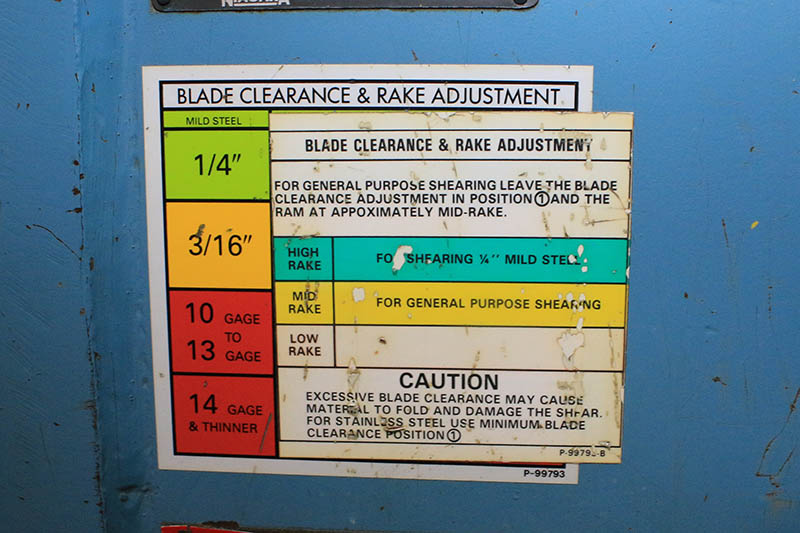 NIAGARA
BLADE CLEARANCE & RAKE ADJUSTMENT
MILD STEEL
1/4"
3/16"
10 GAGE
TO
13 GAGE
14 GAGE
& THINNER
BLADE CLEARANCE & RAKE ADJUSTMENT
FOR GENERAL PURPOSE SHEARING LEAVE THE BLADE
CLEARANCE ADJUSTMENT IN POSITION ① AND THE
RAM AT APPOXIMATELY MID-RAKE.
HIGH
RAKE
FOR SHEARING ¼" MILD STEEL
MID
RAKE
FOR GENERAL PURPOSE SHEARING
LOW
RAKE
CAUTION
EXCESSIVE BLADE CLEARANCE MAY CAUSE
MATERIAL TO FOLD AND DAMAGE THE SHEAR.
FOR STAINLESS STEEL USE MINIMUM BLADE
CLEARANCE POSITION ①
P-99793